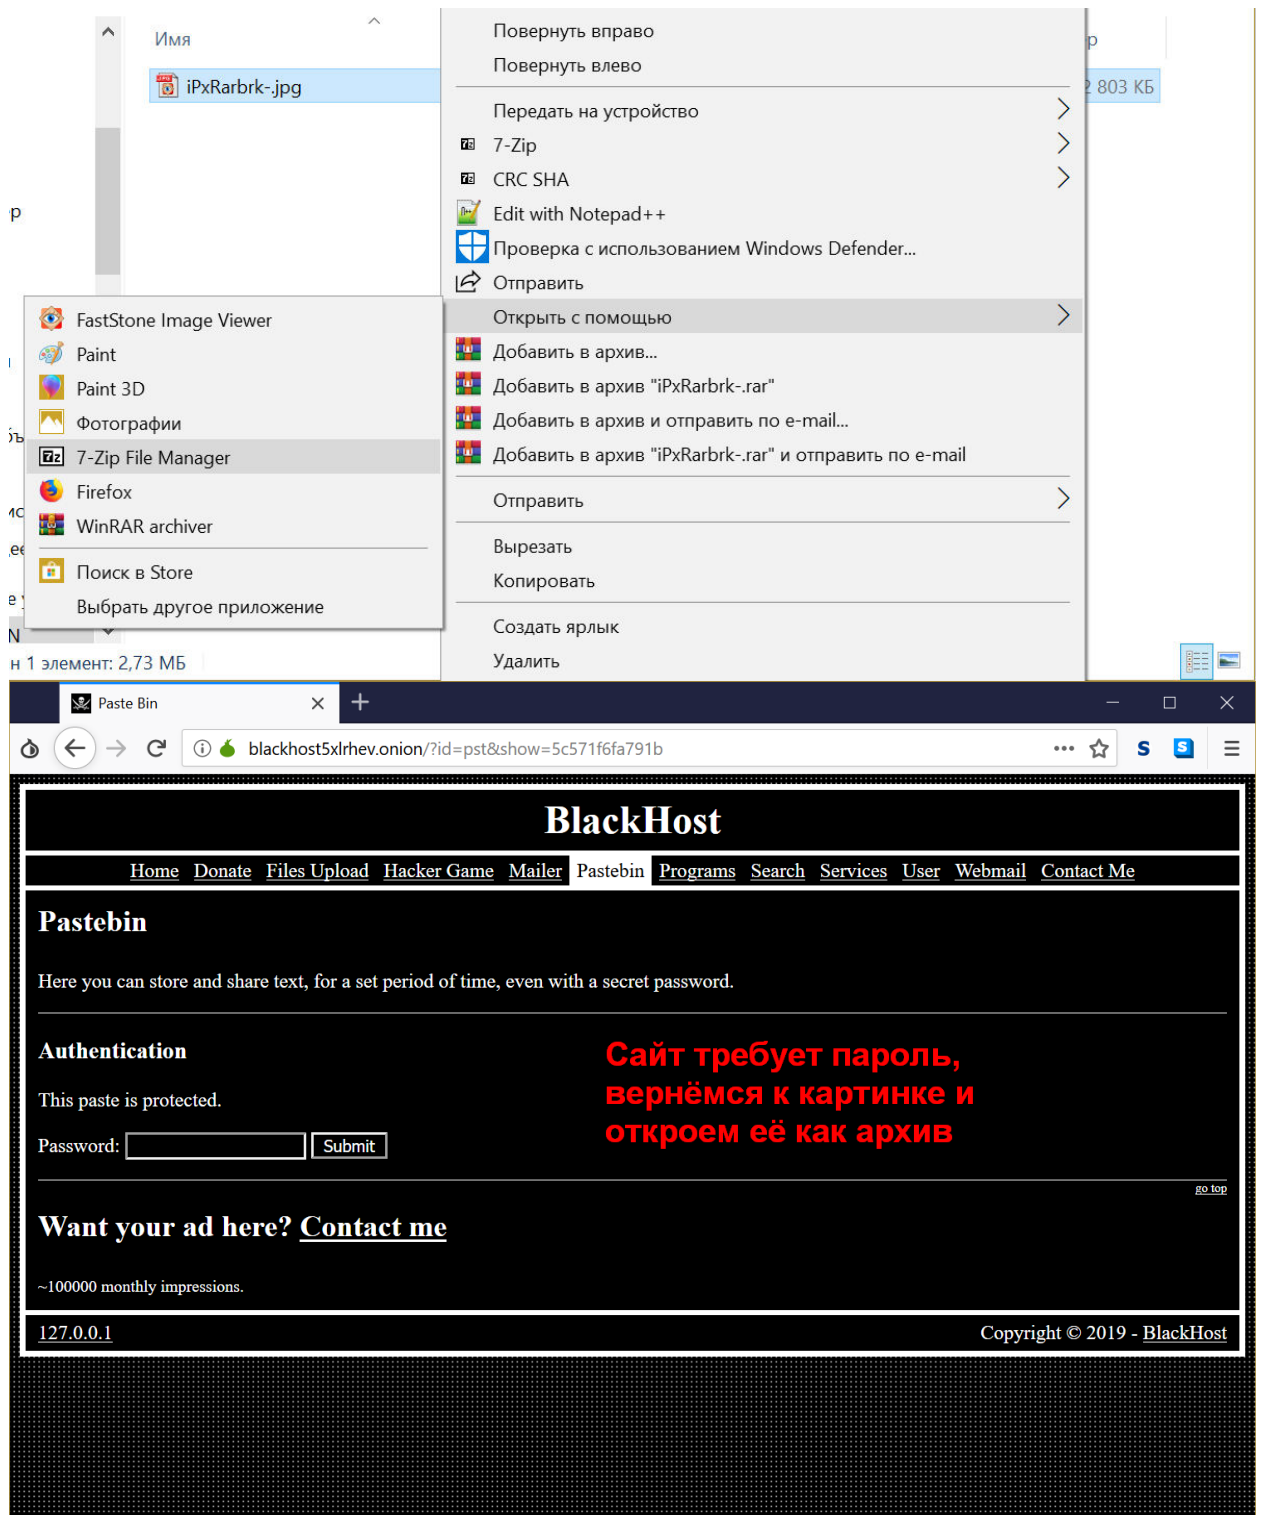 Имя
р
iPxRarbrk-.jpg
2 803 КБ
ер
бъ
ис
ее
е
N
н 1 элемент: 2,73 МБ
Повернуть вправо
Повернуть влево
Передать на устройство
7-Zip
CRC SHA
Edit with Notepad++
Проверка с использованием Windows Defender...
Отправить
Открыть с помощью
Добавить в архив...
Добавить в архив "iPxRarbrk-.rar"
Добавить в архив и отправить по e-mail...
Добавить в архив "iPxRarbrk-.rar" и отправить по e-mail
Отправить
Вырезать
Копировать
Создать ярлык
Удалить
FastStone Image Viewer
Paint
Paint 3D
Фотографии
7-Zip File Manager
Firefox
WinRAR archiver
Поиск в Store
Выбрать другое приложение
Paste Bin
blackhost5xlrhev.onion/?id=pst&show=5c571f6fa791b
BlackHost
Home Donate Files Upload Hacker Game Mailer Pastebin Programs Search Services User Webmail Contact Me
Pastebin
Here you can store and share text, for a set period of time, even with a secret password.
Authentication
This paste is protected.
Password: Submit
Сайт требует пароль,
вернёмся к картинке и
откроем её как архив
go top
Want your ad here? Contact me
~100000 monthly impressions.
127.0.0.1
Copyright © 2019 - BlackHost